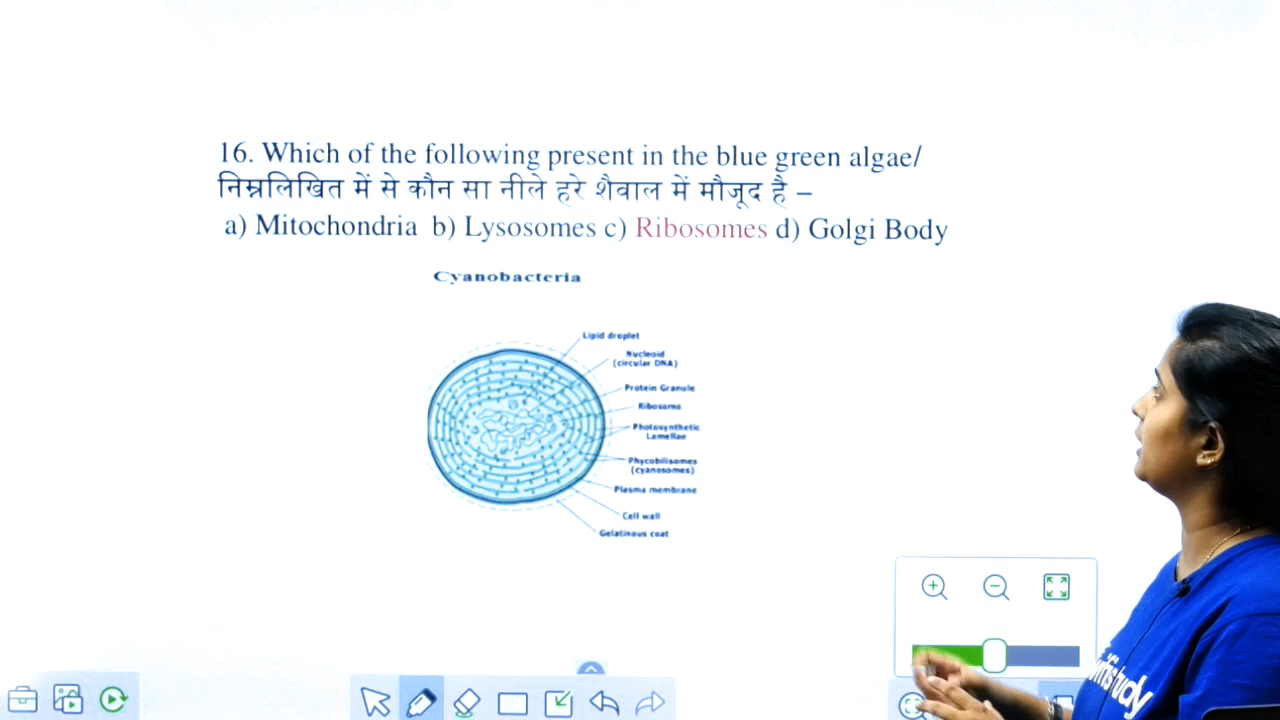 16. Which of the following present in the blue green algae/
निम्नलिखित में से कौन सा नीले हरे शैवाल में मौजूद है –
a) Mitochondria b) Lysosomes c) Ribosomes d) Golgi Body
Cyanobacteria
Lipid droplet
Nucleoid
(circular DNA)
Protein Granule
Ribosome
Photosynthetic
Lamellae
Phycobilisomes
(cyanosomes)
Plasma membrane
Cell wall
Gelatinous coat